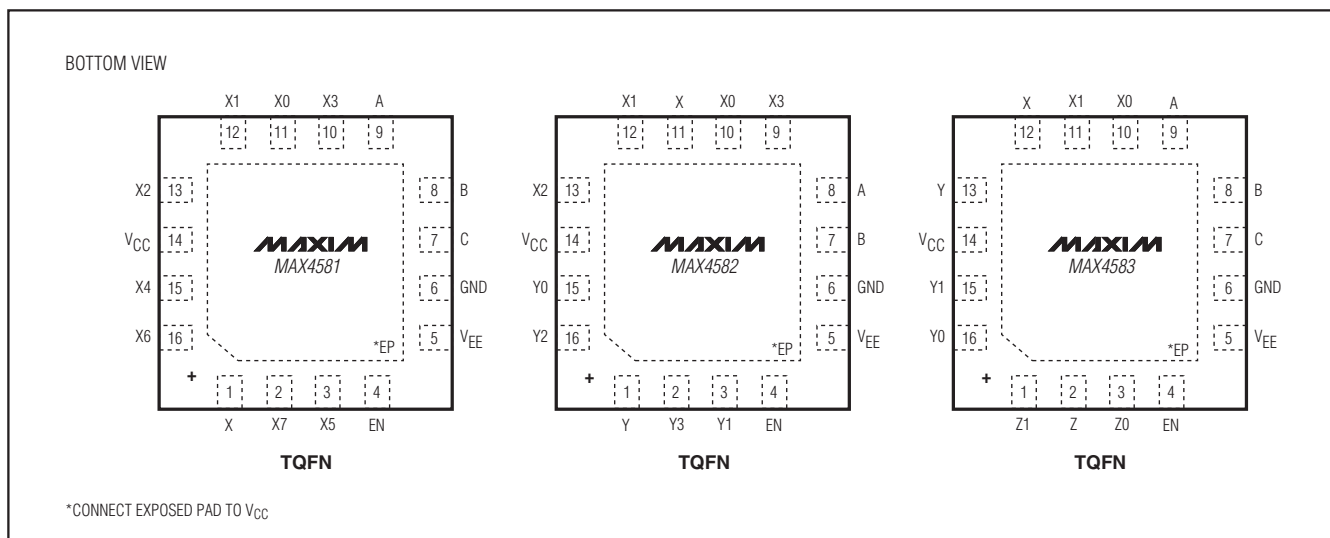 BOTTOM VIEW
X1 X0 X3 A
12 11 10 9
X2 13 8 B
VCC 14 7 C
MAXIM
MAX4581
X4 15 6 GND
X6 16 5 VEE
*EP
+
1 2 3 4
X X7 X5 EN
TQFN
X1 X X0 X3
12 11 10 9
X2 13 8 A
VCC 14 7 B
MAXIM
MAX4582
Y0 15 6 GND
Y2 16 5 VEE
*EP
+
1 2 3 4
Y Y3 Y1 EN
TQFN
X X1 X0 A
12 11 10 9
Y 13 8 B
VCC 14 7 C
MAXIM
MAX4583
Y1 15 6 GND
Y0 16 5 VEE
*EP
+
1 2 3 4
Z1 Z Z0 EN
TQFN
*CONNECT EXPOSED PAD TO VCC